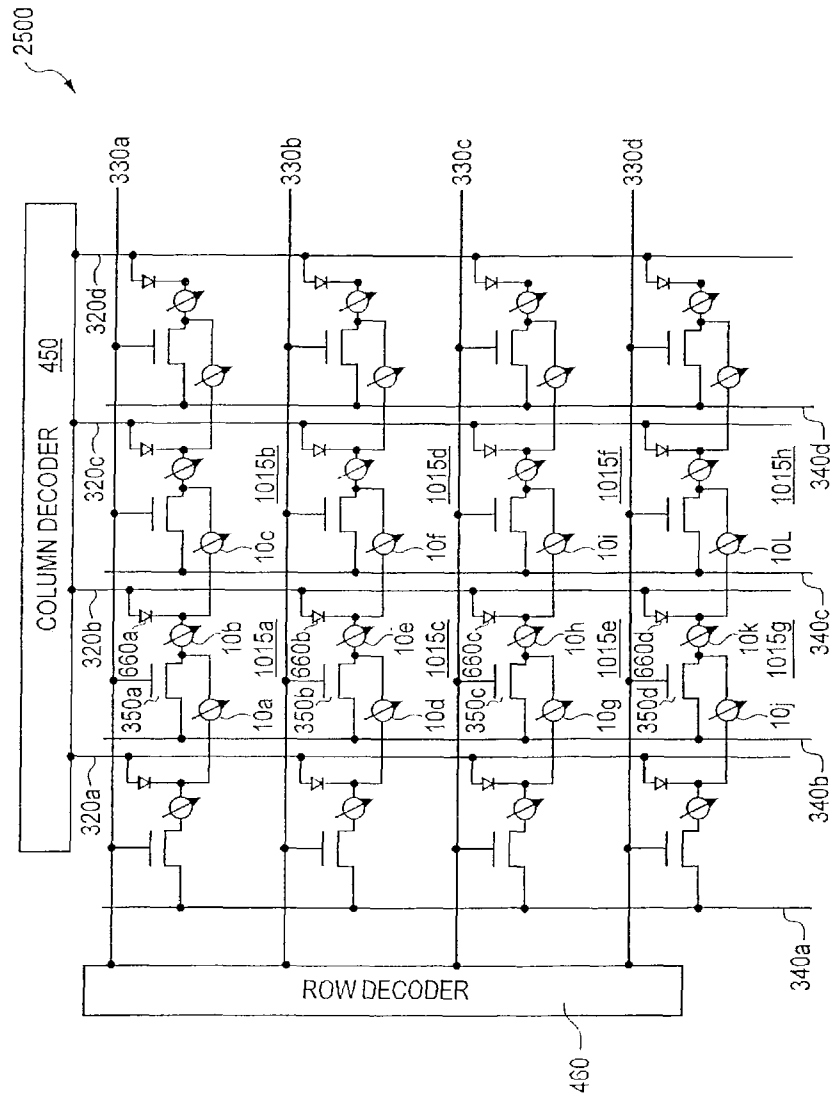 2500
COLUMN DECODER
450
320a
320b
320c
320d
330a
660a
350a
10a
10b
10c
1015a
1015b
330b
660b
350b
10d
10e
10f
1015c
1015d
330c
660c
350c
10g
10h
10i
1015e
1015f
330d
660d
350d
10j
10k
10L
1015g
1015h
340a
340b
340c
340d
ROW DECODER
460